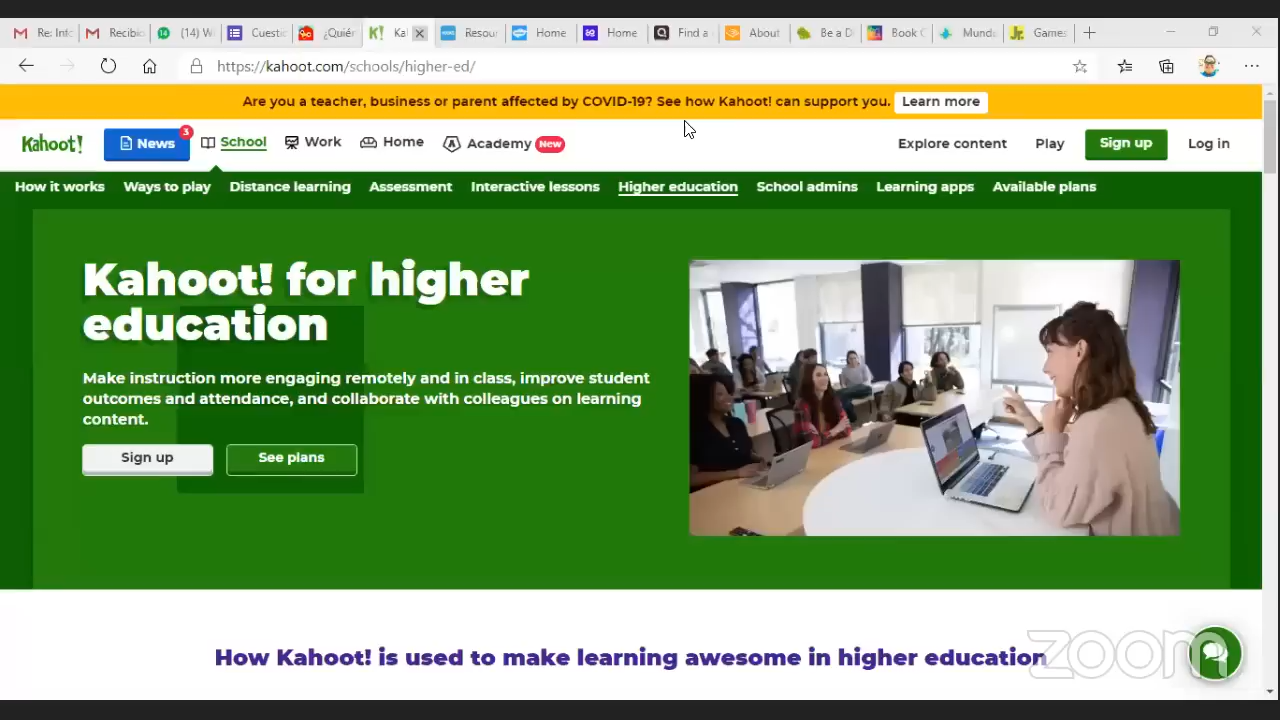 Re: Inf
Recibio
(14) W
Cuesti
¿Quién
Kal
Resour
Home
Home
Find a
About
Be a D
Book C
Munde
Games
https://kahoot.com/schools/higher-ed/
Are you a teacher, business or parent affected by COVID-19? See how Kahoot! can support you. Learn more
Kahoot! News 3 School Work Home Academy New Explore content Play Sign up Log in
How it works Ways to play Distance learning Assessment Interactive lessons Higher education School admins Learning apps Available plans
Kahoot! for higher
education
Make instruction more engaging remotely and in class, improve student
outcomes and attendance, and collaborate with colleagues on learning
content.
Sign up See plans
How Kahoot! is used to make learning awesome in higher education
zoom